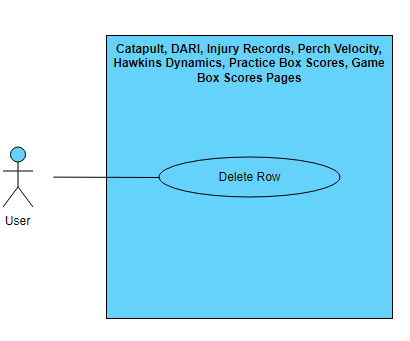 Catapult, DARI, Injury Records, Perch Velocity,
Hawkins Dynamics, Practice Box Scores, Game
Box Scores Pages
Delete Row
User